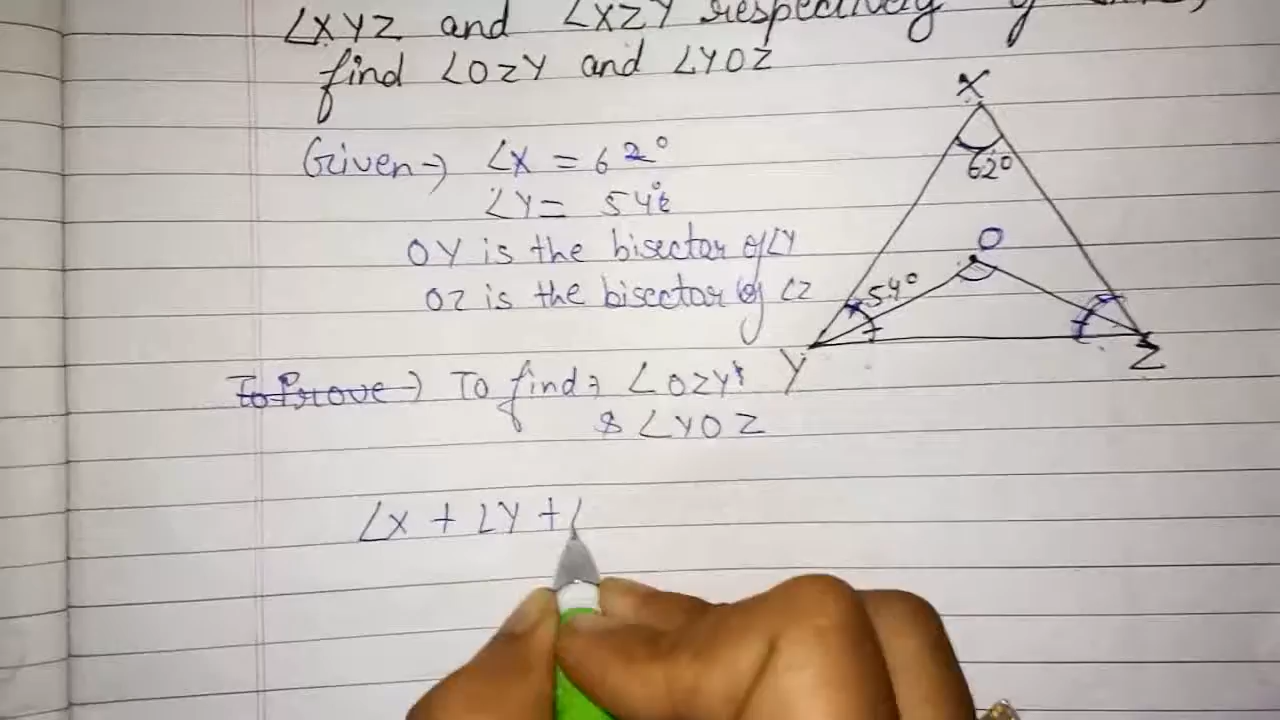 ∠XYZ and ∠XZY respectively of
find ∠OZY and ∠YOZ
Given→ ∠X = 62°
∠Y = 54°
OY is the bisector of ∠Y
OZ is the bisector of ∠Z
To Prove→ To find→ ∠OZY
& ∠YOZ
∠X + ∠Y + ∠
X
62°
O
54°
Y
Z